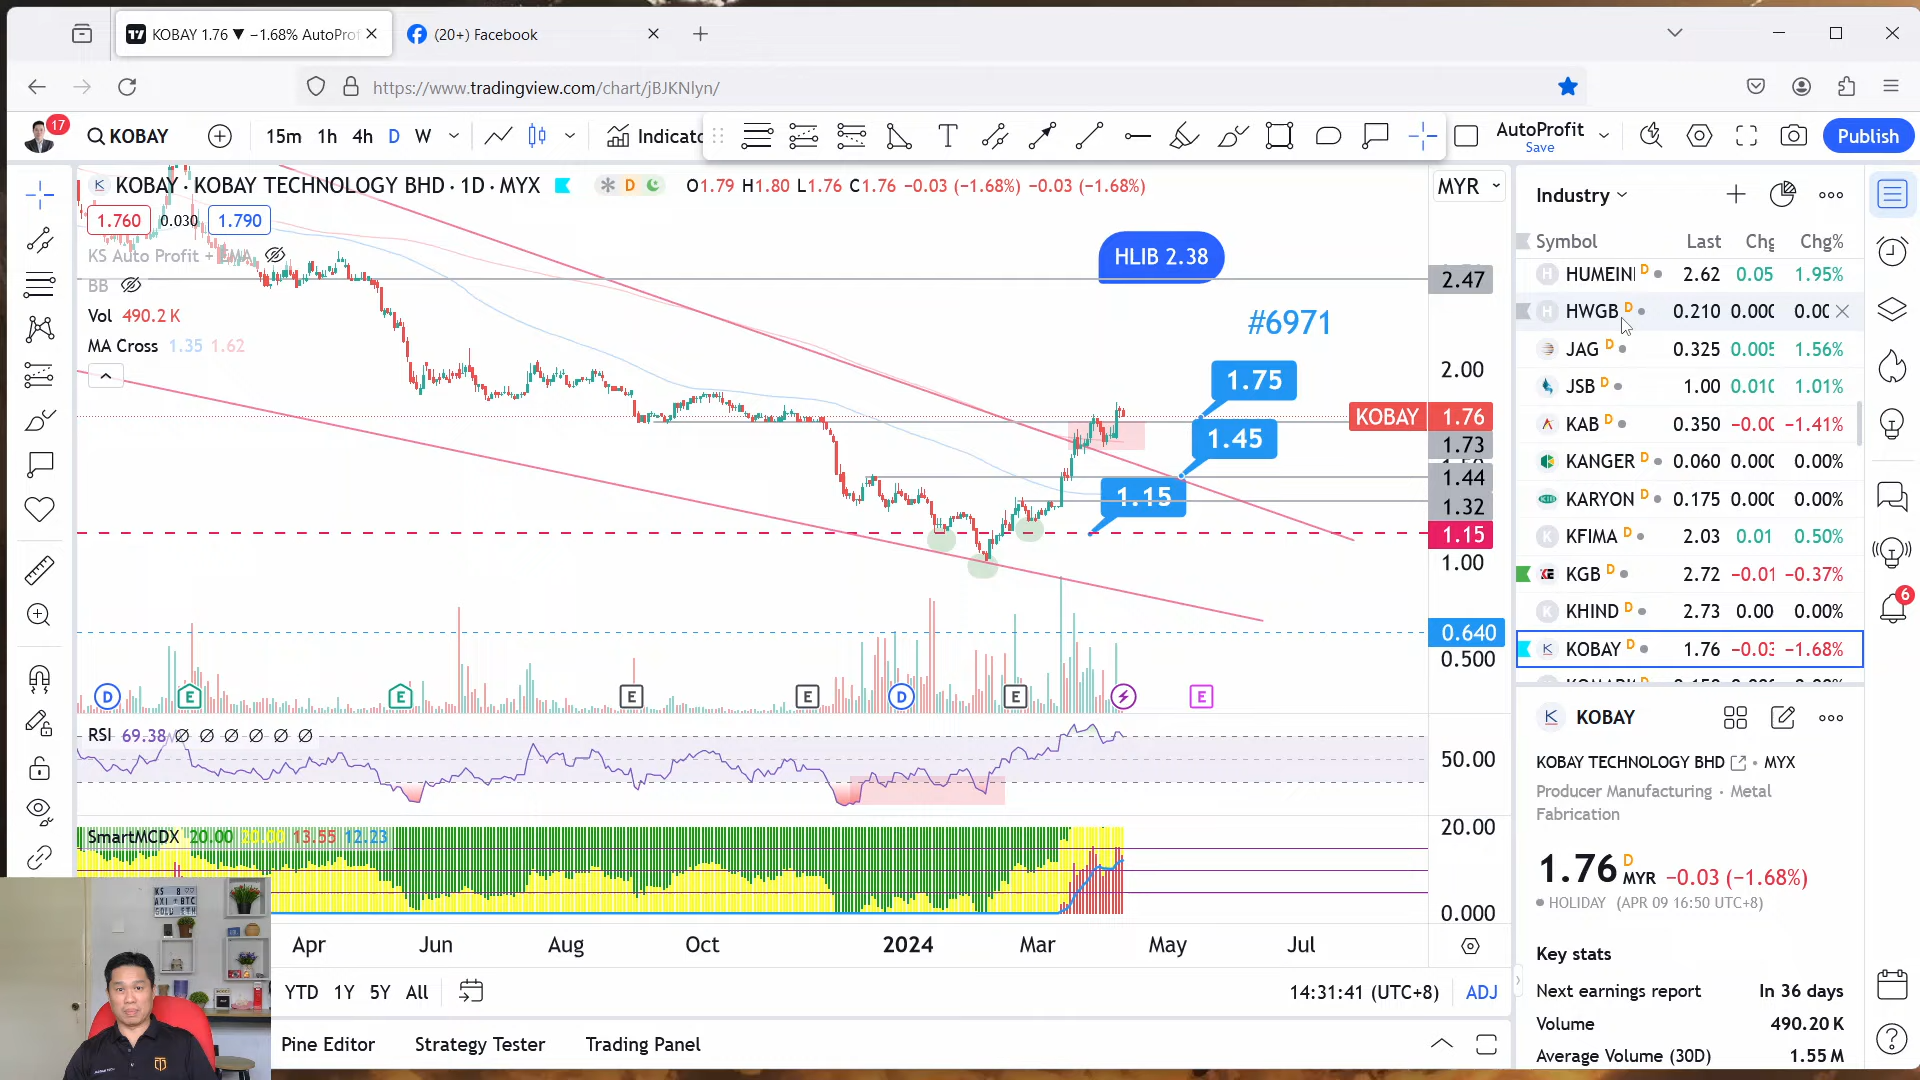 KOBAY 1.76 ▼ −1.68% AutoProf
(20+) Facebook
https://www.tradingview.com/chart/jBJKNlyn/
17
KOBAY
15m 1h 4h D W
Indicato
T
AutoProfit
Save
Publish
KOBAY · KOBAY TECHNOLOGY BHD · 1D · MYX
D
O1.79 H1.80 L1.76 C1.76 −0.03 (−1.68%) −0.03 (−1.68%)
MYR
1.760 0.030 1.790
KS Auto Profit + EMA
BB
Vol 490.2 K
MA Cross 1.35 1.62
HLIB 2.38
#6971
1.75
1.45
1.15
2.47
2.00
KOBAY 1.76
1.73
1.44
1.32
1.15
1.00
0.640
0.500
D E E E E D E E
RSI 69.38
50.00
SmartMCDX 20.00 20.00 13.55 12.23
20.00
0.000
Apr Jun Aug Oct 2024 Mar May Jul
YTD 1Y 5Y All
14:31:41 (UTC+8) ADJ
Pine Editor Strategy Tester Trading Panel
Industry
Symbol Last Chg Chg%
HUMEIN D 2.62 0.05 1.95%
HWGB D 0.210 0.000 0.00
JAG D 0.325 0.005 1.56%
JSB D 1.00 0.010 1.01%
KAB D 0.350 −0.00 −1.41%
KANGER D 0.060 0.000 0.00%
KARYON D 0.175 0.000 0.00%
KFIMA D 2.03 0.01 0.50%
KGB D 2.72 −0.01 −0.37%
KHIND D 2.73 0.00 0.00%
KOBAY D 1.76 −0.03 −1.68%
KOBAY
KOBAY TECHNOLOGY BHD • MYX
Producer Manufacturing • Metal
Fabrication
1.76 D MYR −0.03 (−1.68%)
HOLIDAY (APR 09 16:50 UTC+8)
Key stats
Next earnings report In 36 days
Volume 490.20 K
Average Volume (30D) 1.55 M
6